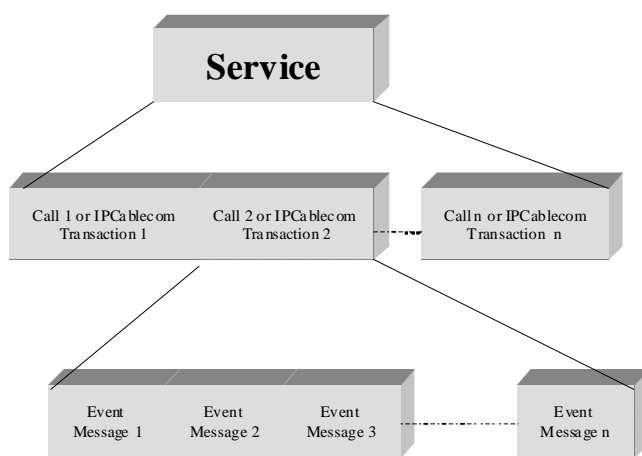 Service
Call 1 or IPCablecom
Transaction 1
Call 2 or IPCablecom
Transaction 2
Call n or IPCablecom
Transaction n
Event
Message 1
Event
Message 2
Event
Message 3
Event
Message n